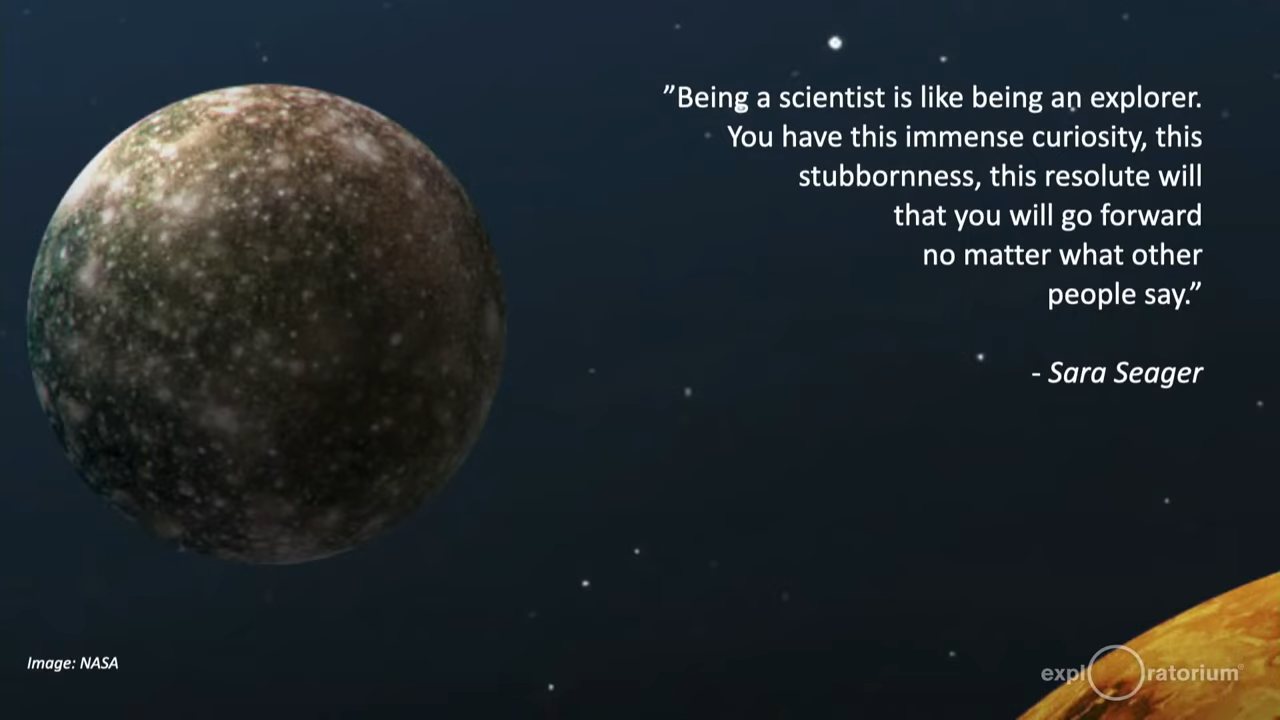 ”Being a scientist is like being an explorer.
You have this immense curiosity, this
stubbornness, this resolute will
that you will go forward
no matter what other
people say.”
- Sara Seager
Image: NASA
exploratorium®